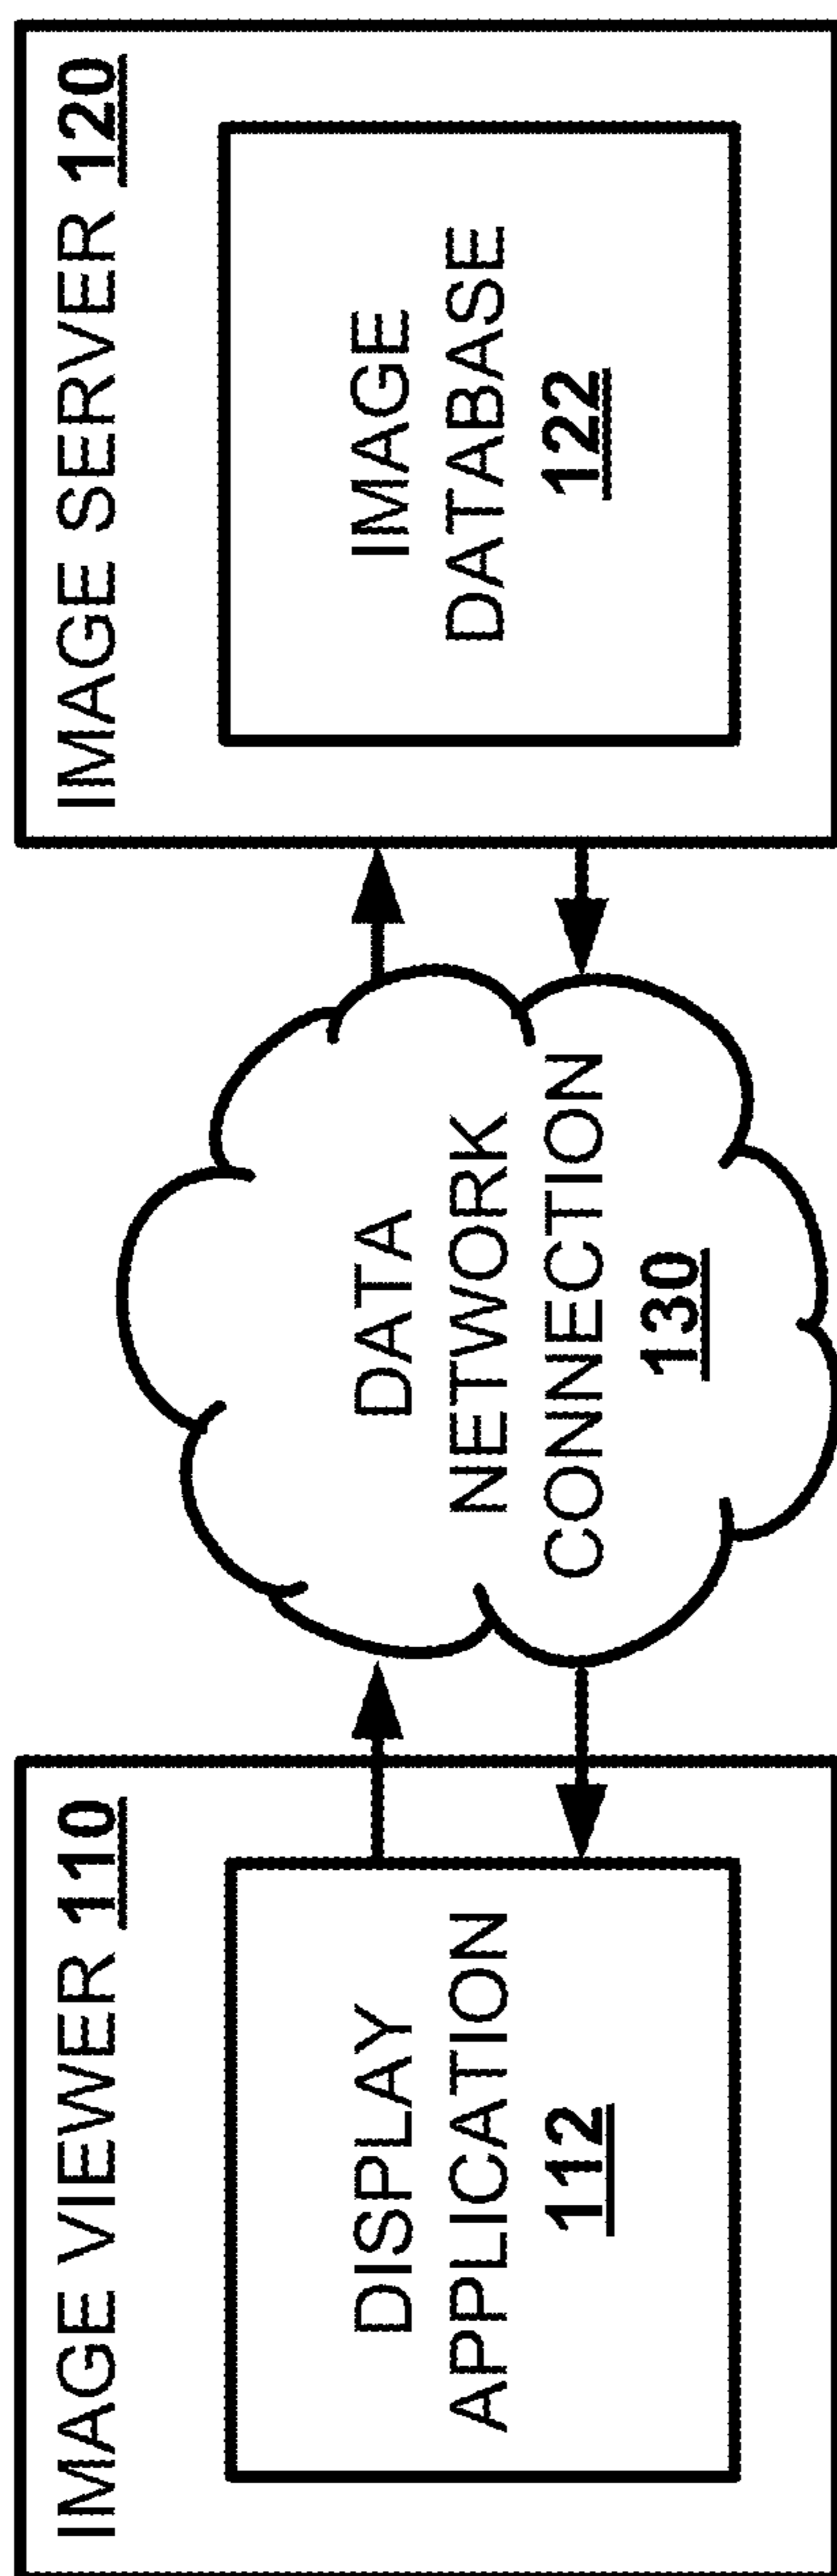 IMAGE VIEWER 110
DISPLAY
APPLICATION
112
DATA
NETWORK
CONNECTION
130
IMAGE SERVER 120
IMAGE
DATABASE
122